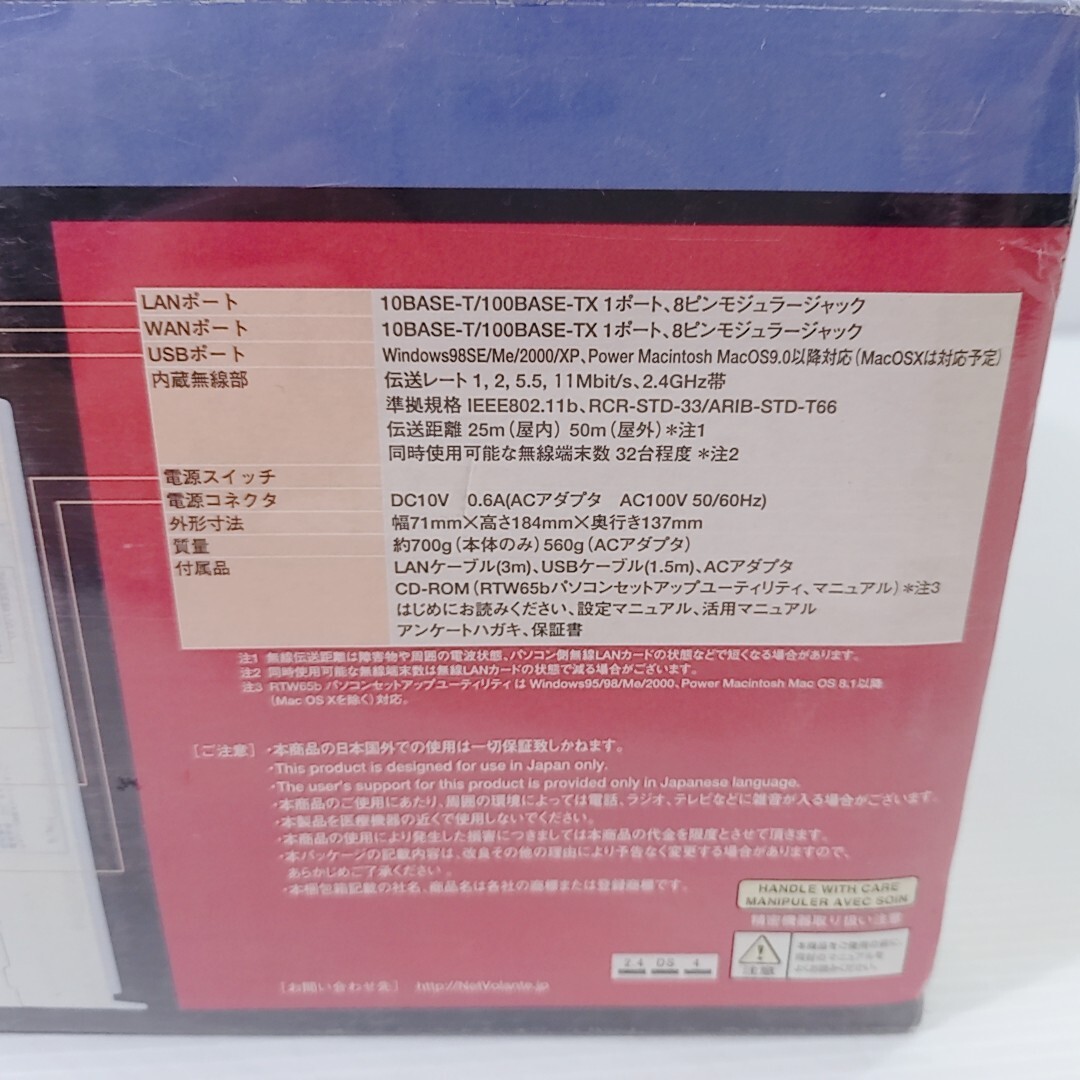 LANポート 10BASE-T/100BASE-TX 1ポート、8ピンモジュラージャック
WANポート 10BASE-T/100BASE-TX 1ポート、8ピンモジュラージャック
USBポート Windows98SE/Me/2000/XP、Power Macintosh MacOS9.0以降対応(MacOSXは対応予定)
内蔵無線部 伝送レート 1, 2, 5.5, 11Mbit/s、2.4GHz帯
準拠規格 IEEE802.11b、RCR-STD-33/ARIB-STD-T66
伝送距離 25m(屋内) 50m(屋外)*注1
同時使用可能な無線端末数 32台程度 *注2
電源スイッチ
電源コネクタ DC10V 0.6A(ACアダプタ AC100V 50/60Hz)
外形寸法 幅71mm×高さ184mm×奥行き137mm
質量 約700g(本体のみ) 560g(ACアダプタ)
付属品 LANケーブル(3m)、USBケーブル(1.5m)、ACアダプタ
CD-ROM(RTW65bパソコンセットアップユーティリティ、マニュアル)*注3
はじめにお読みください、設定マニュアル、活用マニュアル
アンケートハガキ、保証書
注1 無線伝送距離は障害物や周囲の電波状態、パソコン側無線LANカードの状態などで短くなる場合があります。
注2 同時使用可能な無線端末数は無線LANカードの状態で減る場合がございます。
注3 RTW65b パソコンセットアップユーティリティ は Windows95/98/Me/2000、Power Macintosh Mac OS 8.1以降
(Mac OS Xを除く)対応。
[ご注意] ・本商品の日本国外での使用は一切保証致しかねます。
・This product is designed for use in Japan only.
・The user's support for this product is provided only in Japanese language.
・本商品のご使用にあたり、周囲の環境によっては電話、ラジオ、テレビなどに雑音が入る場合がございます。
・本製品を医療機器の近くで使用しないでください。
・本商品の使用により発生した損害につきましては本商品の代金を限度とさせて頂きます。
・本パッケージの記載内容は、改良その他の理由により予告なく変更する場合がありますので、
あらかじめご了承ください。
・本梱包箱記載の社名、商品名は各社の商標または登録商標です。
HANDLE WITH CARE
MANIPULER AVEC SOIN
精密機器取り扱い注意
注意
2.4 DS 4
[お問い合わせ先] http://NetVolante.jp